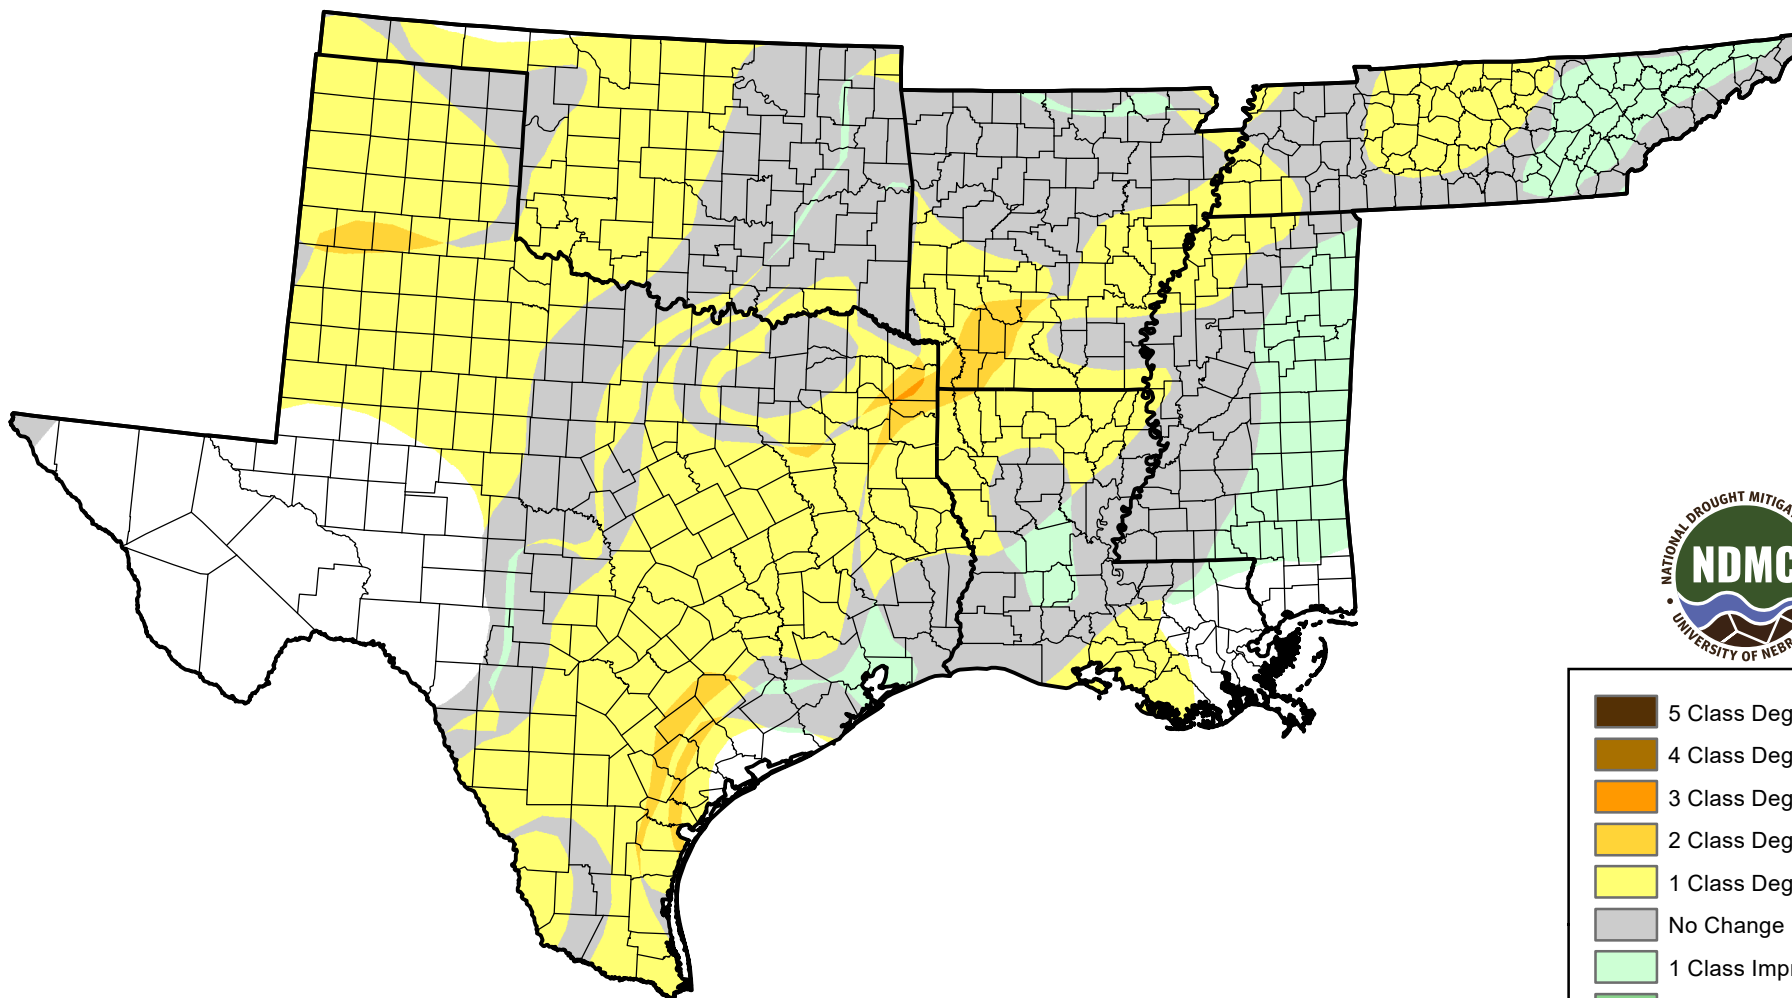 NATIONAL DROUGHT MITIGA
NDMC
UNIVERSITY OF NEBR
5 Class Deg
4 Class Deg
3 Class Deg
2 Class Deg
1 Class Deg
No Change
1 Class Impr